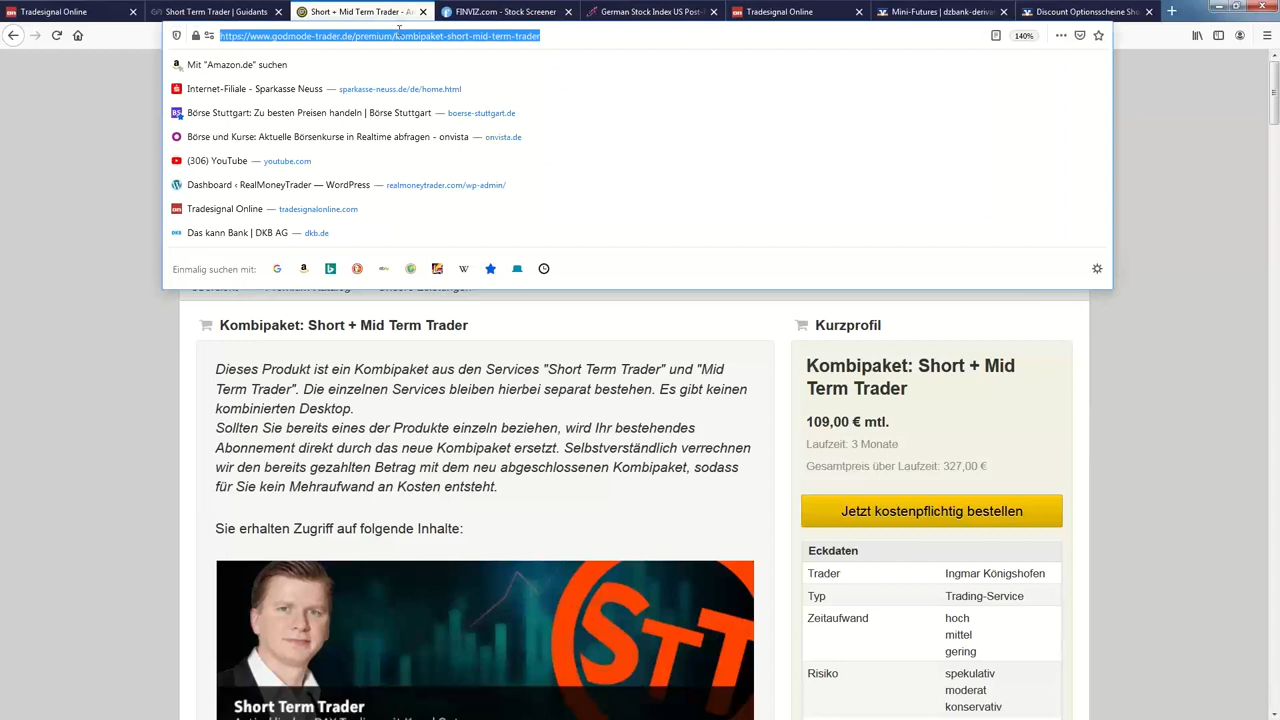 Tradesignal Online
Short Term Trader | Guidants
Short + Mid Term Trader - An
FINVIZ.com - Stock Screener
German Stock Index US Post-
Tradesignal Online
Mini-Futures | dzbank-derivat
Discount Optionsscheine Sho
https://www.godmode-trader.de/premium/kombipaket-short-mid-term-trader
140%
Mit "Amazon.de" suchen
Internet-Filiale - Sparkasse Neuss — sparkasse-neuss.de/de/home.html
Börse Stuttgart: Zu besten Preisen handeln | Börse Stuttgart — boerse-stuttgart.de
Börse und Kurse: Aktuelle Börsenkurse in Realtime abfragen - onvista — onvista.de
(306) YouTube — youtube.com
Dashboard ‹ RealMoneyTrader — WordPress — realmoneytrader.com/wp-admin/
Tradesignal Online — tradesignalonline.com
Das kann Bank | DKB AG — dkb.de
Einmalig suchen mit:
Kombipaket: Short + Mid Term Trader
Dieses Produkt ist ein Kombipaket aus den Services "Short Term Trader" und "Mid
Term Trader". Die einzelnen Services bleiben hierbei separat bestehen. Es gibt keinen
kombinierten Desktop.
Sollten Sie bereits eines der Produkte einzeln beziehen, wird Ihr bestehendes
Abonnement direkt durch das neue Kombipaket ersetzt. Selbstverständlich verrechnen
wir den bereits gezahlten Betrag mit dem neu abgeschlossenen Kombipaket, sodass
für Sie kein Mehraufwand an Kosten entsteht.
Sie erhalten Zugriff auf folgende Inhalte:
STT
Short Term Trader
Kurzprofil
Kombipaket: Short + Mid
Term Trader
109,00 € mtl.
Laufzeit: 3 Monate
Gesamtpreis über Laufzeit: 327,00 €
Jetzt kostenpflichtig bestellen
Eckdaten
Trader Ingmar Königshofen
Typ Trading-Service
Zeitaufwand hoch
mittel
gering
Risiko spekulativ
moderat
konservativ